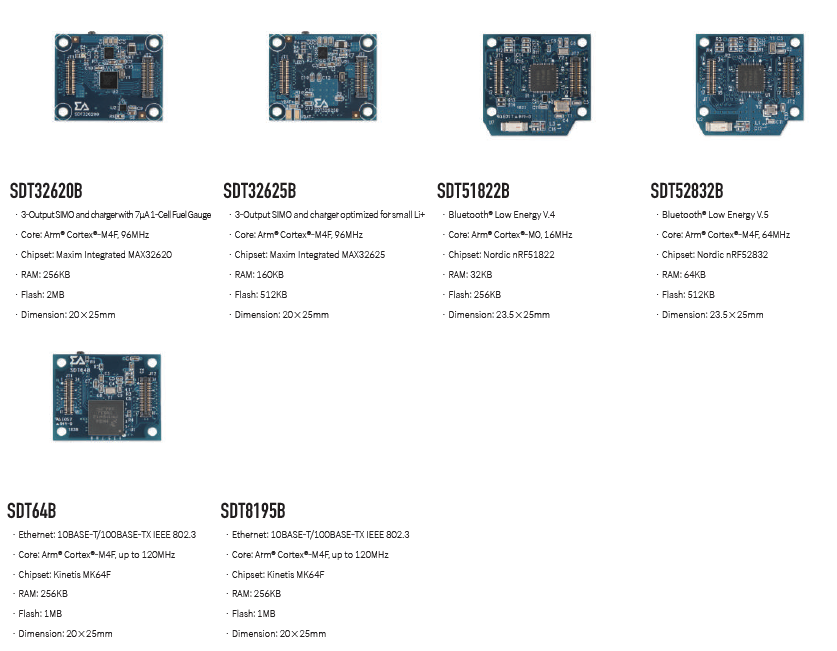 SDT32620B
· 3-Output SIMO and charger with 7µA 1-Cell Fuel Gauge
· Core: Arm® Cortex®-M4F, 96MHz
· Chipset: Maxim Integrated MAX32620
· RAM: 256KB
· Flash: 2MB
· Dimension: 20×25mm
SDT32625B
· 3-Output SIMO and charger optimized for small Li+
· Core: Arm® Cortex®-M4F, 96MHz
· Chipset: Maxim Integrated MAX32625
· RAM: 160KB
· Flash: 512KB
· Dimension: 20×25mm
SDT51822B
· Bluetooth® Low Energy V.4
· Core: Arm® Cortex®-M0, 16MHz
· Chipset: Nordic nRF51822
· RAM: 32KB
· Flash: 256KB
· Dimension: 23.5×25mm
SDT52832B
· Bluetooth® Low Energy V.5
· Core: Arm® Cortex®-M4F, 64MHz
· Chipset: Nordic nRF52832
· RAM: 64KB
· Flash: 512KB
· Dimension: 23.5×25mm
SDT64B
· Ethernet: 10BASE-T/100BASE-TX IEEE 802.3
· Core: Arm® Cortex®-M4F, up to 120MHz
· Chipset: Kinetis MK64F
· RAM: 256KB
· Flash: 1MB
· Dimension: 20×25mm
SDT8195B
· Ethernet: 10BASE-T/100BASE-TX IEEE 802.3
· Core: Arm® Cortex®-M4F, up to 120MHz
· Chipset: Kinetis MK64F
· RAM: 256KB
· Flash: 1MB
· Dimension: 20×25mm